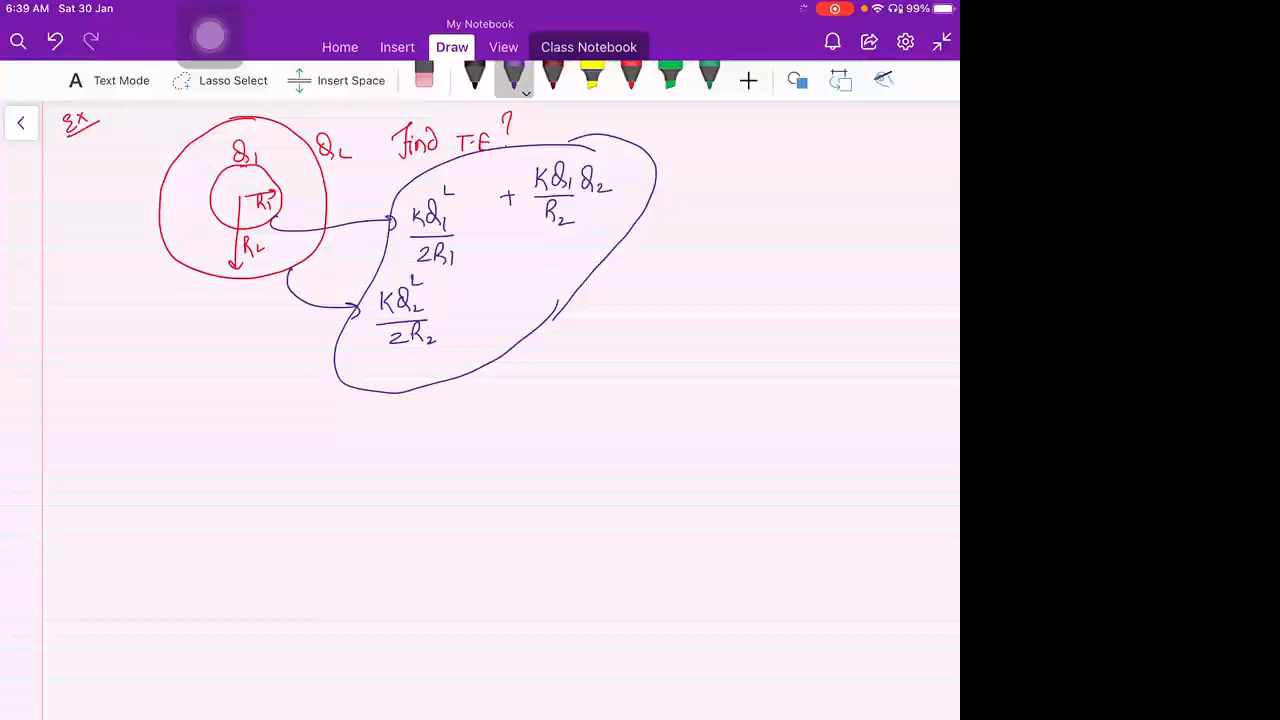 6:39 AM Sat 30 Jan
99%
My Notebook
Home Insert Draw View Class Notebook
Text Mode Lasso Select Insert Space
Ex
Q1 Q2 Find T.E ?
R1
R2
KQ1²/2R1 + KQ1Q2/R2
KQ2²/2R2